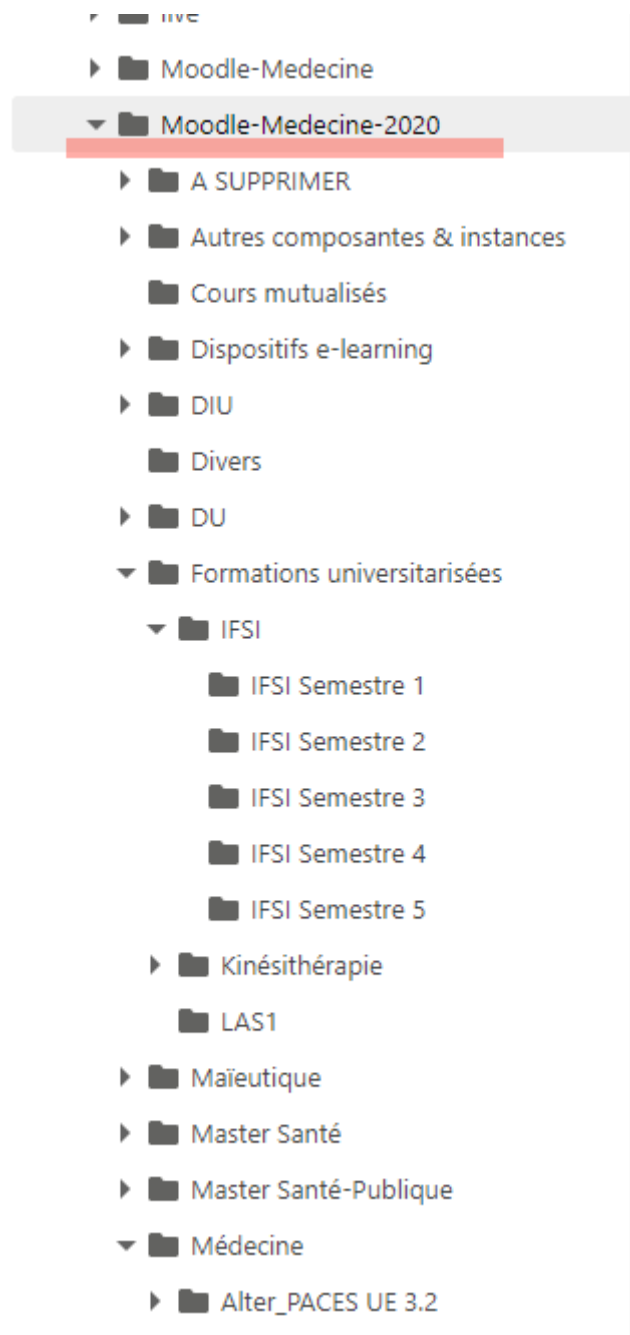 live
Moodle-Medecine
Moodle-Medecine-2020
A SUPPRIMER
Autres composantes & instances
Cours mutualisés
Dispositifs e-learning
DIU
Divers
DU
Formations universitarisées
IFSI
IFSI Semestre 1
IFSI Semestre 2
IFSI Semestre 3
IFSI Semestre 4
IFSI Semestre 5
Kinésithérapie
LAS1
Maïeutique
Master Santé
Master Santé-Publique
Médecine
Alter_PACES UE 3.2